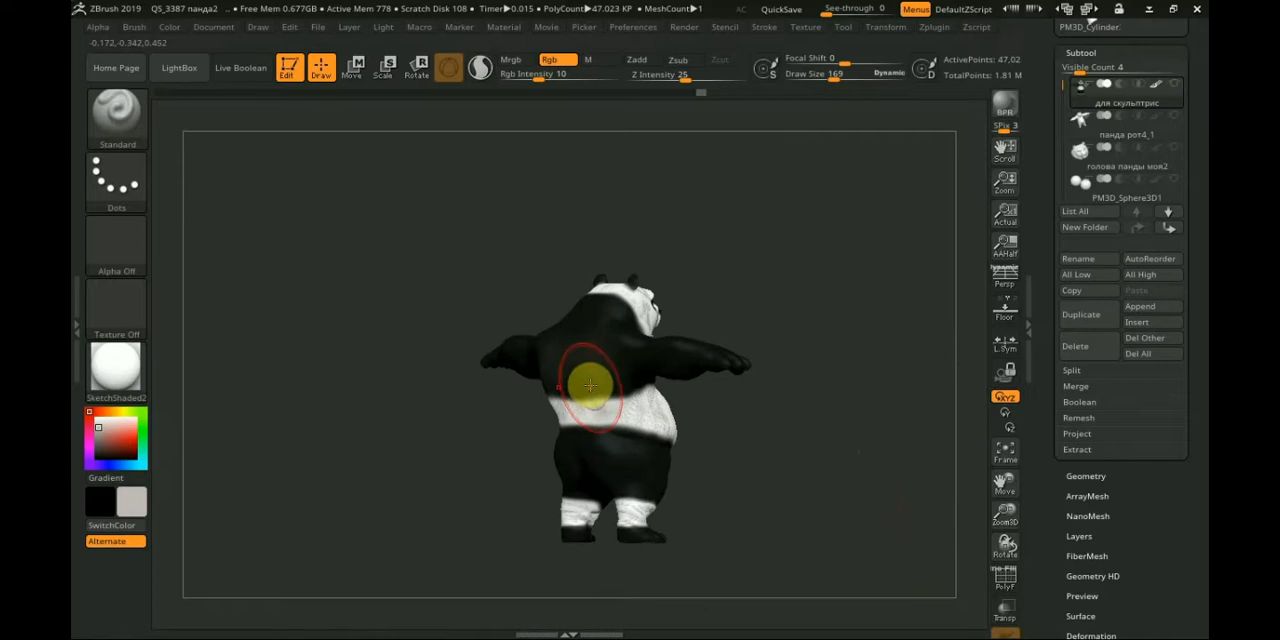 ZBrush 2019 QS_3387 панда2 .. • Free Mem 0.677GB • Active Mem 778 • Scratch Disk 108 • Timer▶0.015 • PolyCount▶47.023 KP • MeshCount▶1 AC QuickSave See-through 0 Menus DefaultZScript
Alpha Brush Color Document Draw Edit File Layer Light Macro Marker Material Movie Picker Preferences Render Stencil Stroke Texture Tool Transform Zplugin Zscript
-0.172,-0.342,0.452
Home Page LightBox Live Boolean Edit Draw Move Scale Rotate Mrgb Rgb M Zadd Zsub Zcut Focal Shift 0 ActivePoints: 47,02
Rgb Intensity 10 Z Intensity 25 Draw Size 169 Dynamic TotalPoints: 1.81 M
Standard
Dots
Alpha Off
Texture Off
SketchShaded2
Gradient
SwitchColor
Alternate
BPR
SPix 3
Scroll
Zoom
Actual
AAHalf
Dynamic
Persp
Floor
L.Sym
XYZ
Frame
Move
Zoom3D
Rotate
PolyF
Transp
PM3D_Cylinder.
Subtool
Visible Count 4
для скульптрис
панда рот4_1
голова панды моя2
PM3D_Sphere3D1
List All
New Folder
Rename AutoReorder
All Low All High
Copy Paste
Duplicate Append
Insert
Delete Del Other
Del All
Split
Merge
Boolean
Remesh
Project
Extract
Geometry
ArrayMesh
NanoMesh
Layers
FiberMesh
Geometry HD
Preview
Surface
Deformation